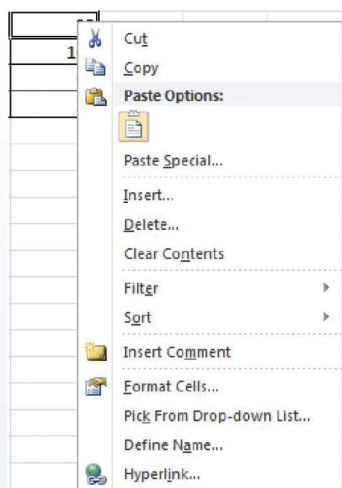 Cut
Copy
Paste Options:
Paste Special...
Insert...
Delete...
Clear Contents
Filter
Sort
Insert Comment
Format Cells...
Pick From Drop-down List...
Define Name...
Hyperlink...